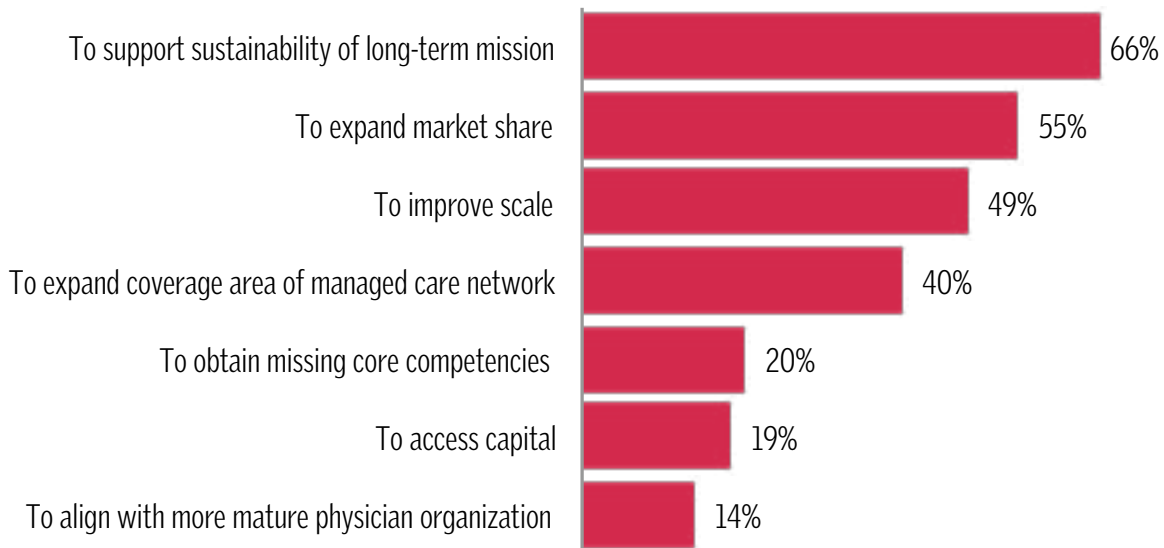 To support sustainability of long-term mission 66%
To expand market share 55%
To improve scale 49%
To expand coverage area of managed care network 40%
To obtain missing core competencies 20%
To access capital 19%
To align with more mature physician organization 14%